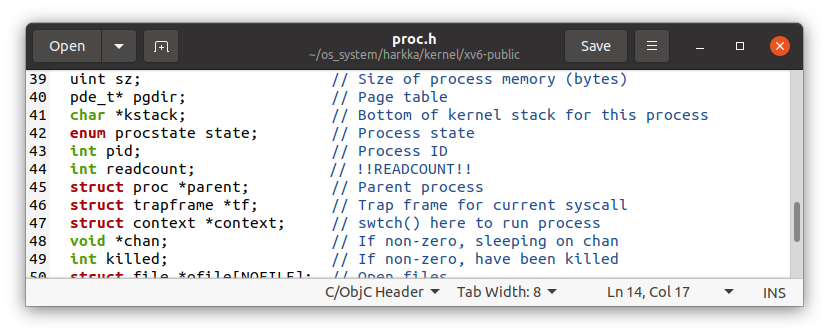 Open
proc.h
~/os_system/harkka/kernel/xv6-public
Save
39 uint sz; // Size of process memory (bytes)
40 pde_t* pgdir; // Page table
41 char *kstack; // Bottom of kernel stack for this process
42 enum procstate state; // Process state
43 int pid; // Process ID
44 int readcount; // !!READCOUNT!!
45 struct proc *parent; // Parent process
46 struct trapframe *tf; // Trap frame for current syscall
47 struct context *context; // swtch() here to run process
48 void *chan; // If non-zero, sleeping on chan
49 int killed; // If non-zero, have been killed
50 struct file *ofile[NOFILE]; // Open files
C/ObjC Header Tab Width: 8 Ln 14, Col 17 INS